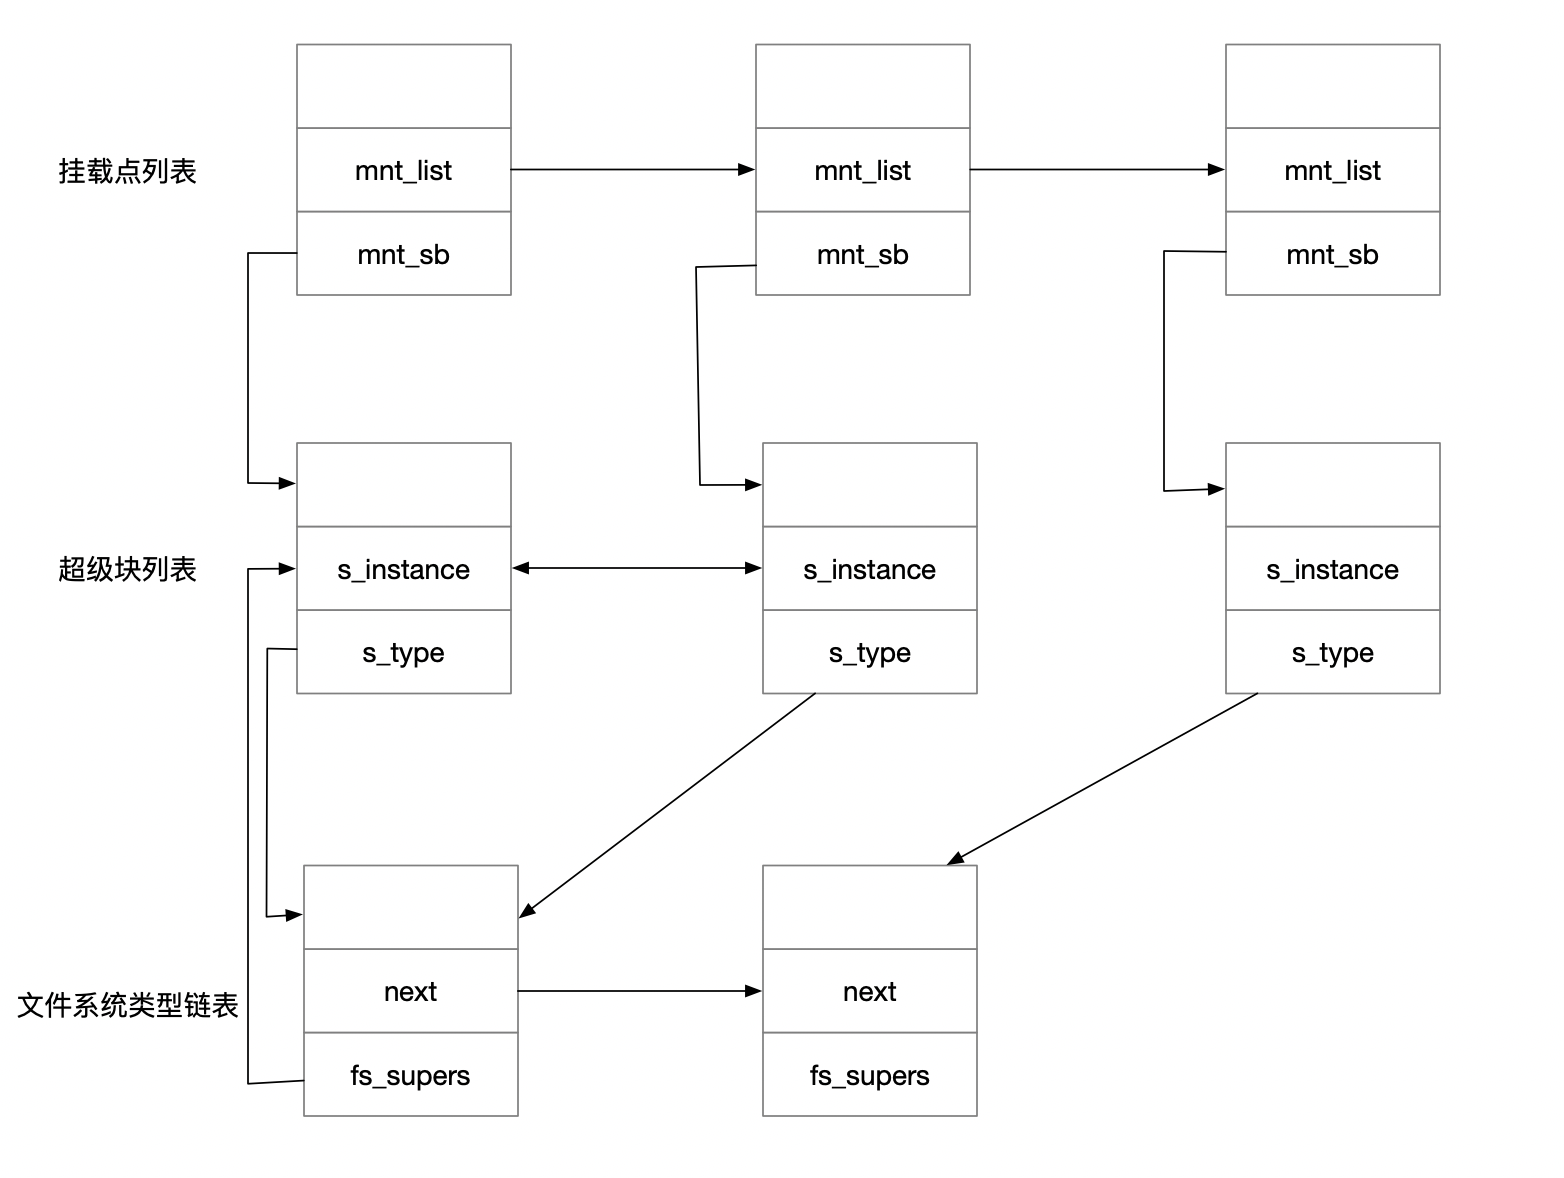 挂载点列表
mnt_list
mnt_list
mnt_list
mnt_sb
mnt_sb
mnt_sb
超级块列表
s_instance
s_instance
s_instance
s_type
s_type
s_type
文件系统类型链表
next
next
fs_supers
fs_supers